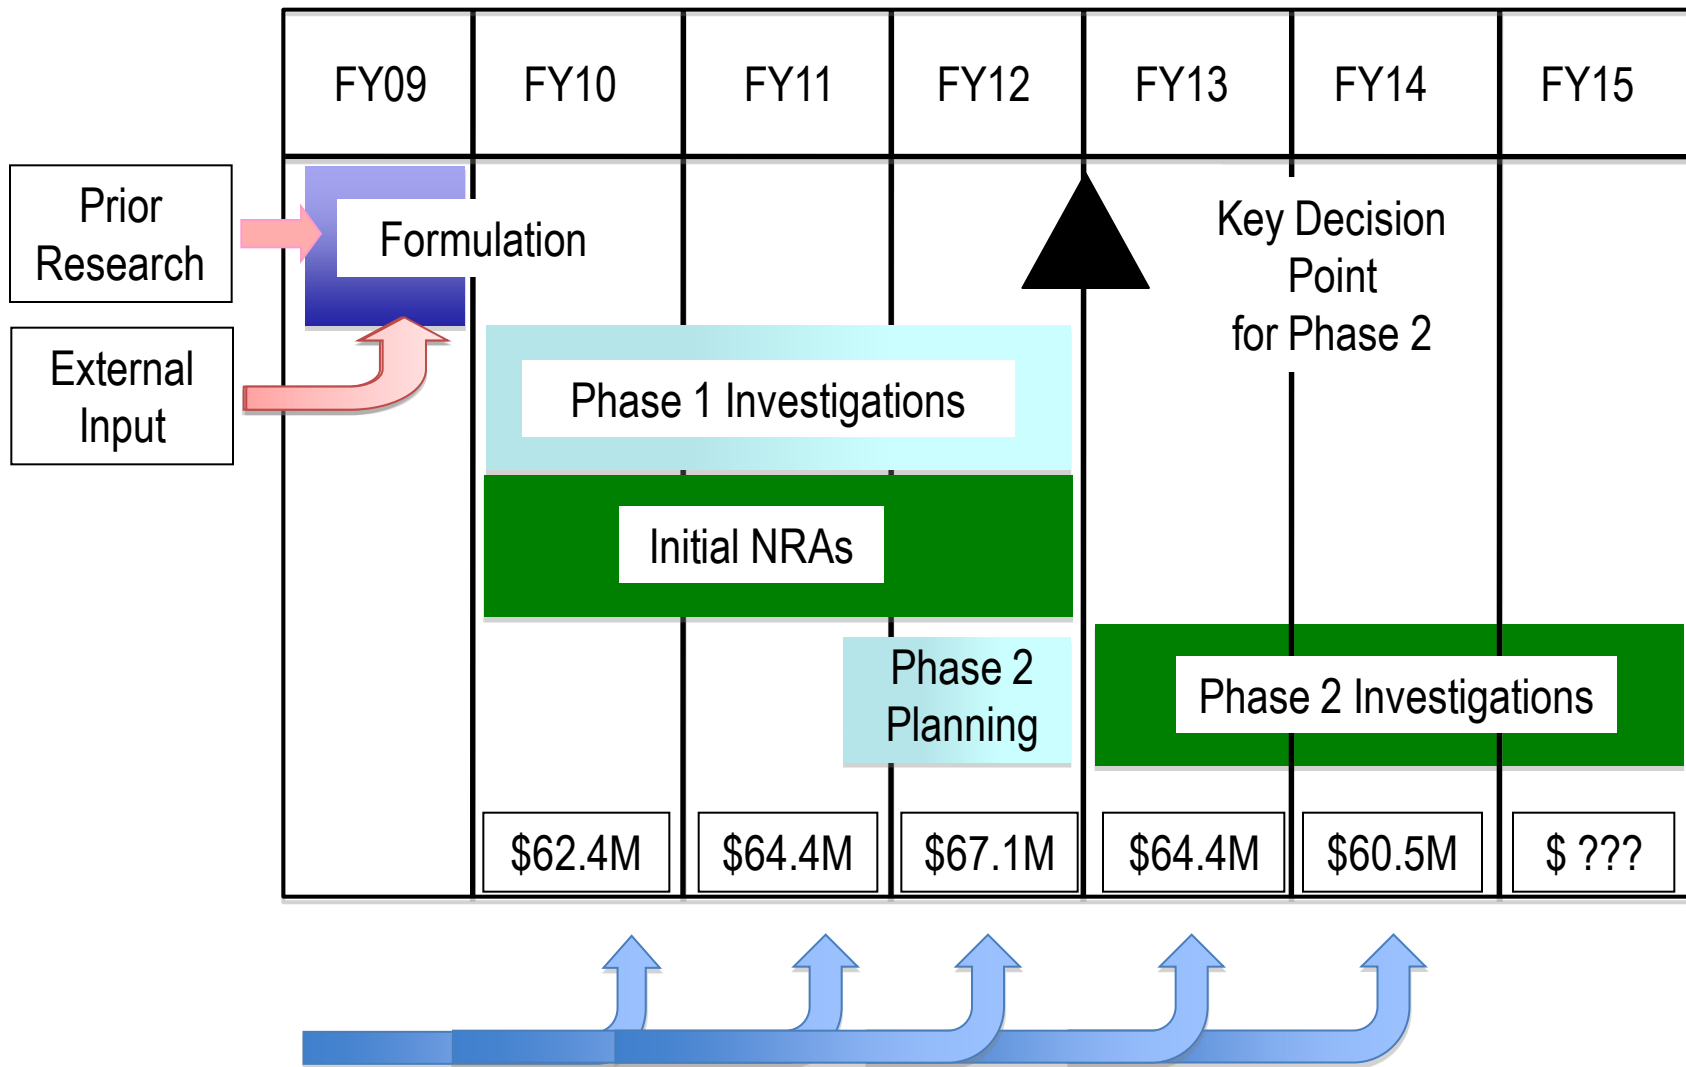 FY09 FY10 FY11 FY12 FY13 FY14 FY15
Prior
Research
External
Input
Formulation
Key Decision
Point
for Phase 2
Phase 1 Investigations
Initial NRAs
Phase 2
Planning
Phase 2 Investigations
$62.4M $64.4M $67.1M $64.4M $60.5M $ ???